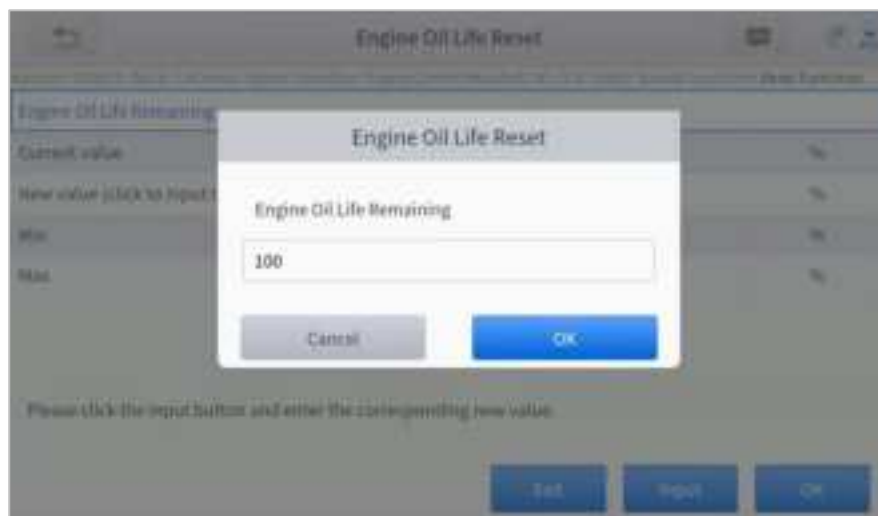 Engine Oil Life Reset
Engine Oil Life Remaining
Current value %
New value (click to input %
Min %
Max %
Engine Oil Life Reset
Engine Oil Life Remaining
100
Cancel OK
Please click the input button and enter the corresponding new value.
Exit Input OK